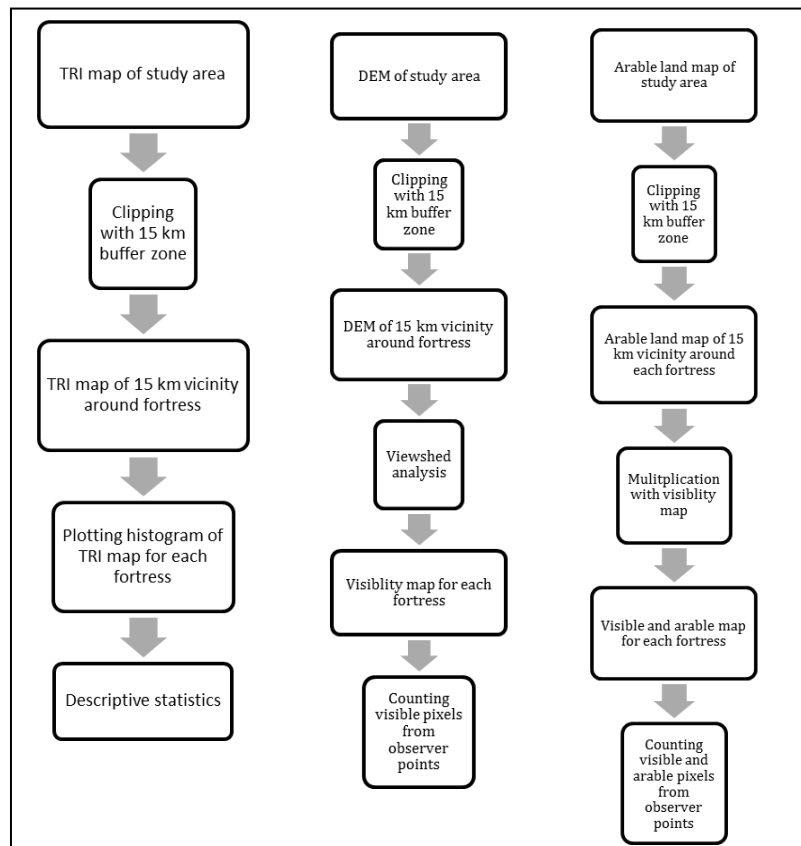 TRI map of study area
Clipping
with 15 km
buffer zone
TRI map of 15 km vicinity
around fortress
Plotting histogram of
TRI map for each
fortress
Descriptive statistics
DEM of study area
Clipping
with 15
km buffer
zone
DEM of 15 km vicinity
around fortress
Viewshed
analysis
Visiblity map for each
fortress
Counting
visible pixels
from
observer
points
Arable land map of
study area
Clipping
with 15 km
buffer
zone
Arable land map of 15
km vicinity around
each fortress
Mulitplication
with visiblity
map
Visible and arable map
for each fortress
Counting
visible and
arable pixels
from
observer
points